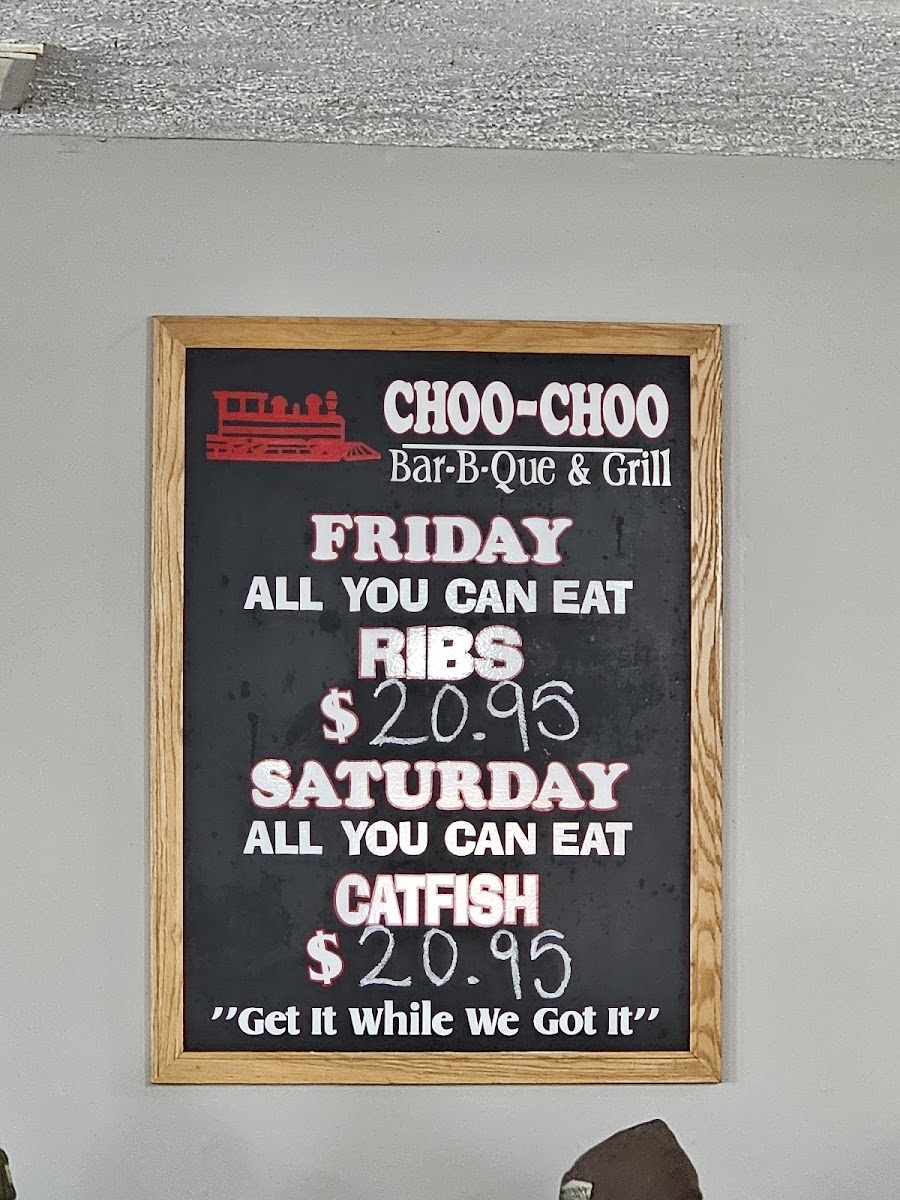 CHOO-CHOO
Bar-B-Que & Grill
FRIDAY
ALL YOU CAN EAT
RIBS
$ 20.95
SATURDAY
ALL YOU CAN EAT
CATFISH
$ 20.95
"Get It While We Got It"